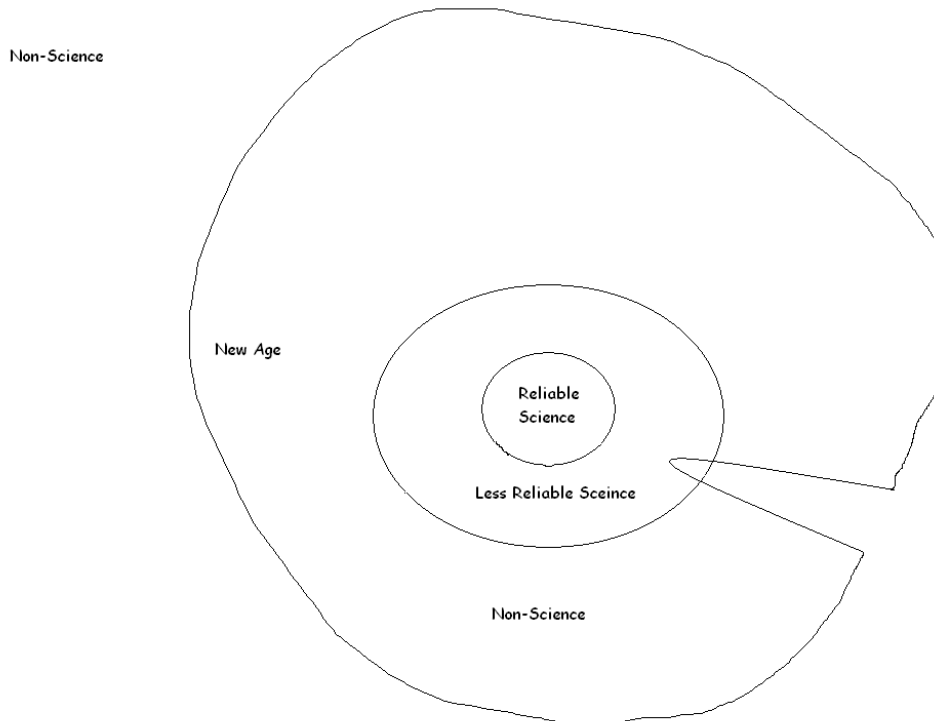 Non-Science
New Age
Reliable
Science
Less Reliable Sceince
Non-Science